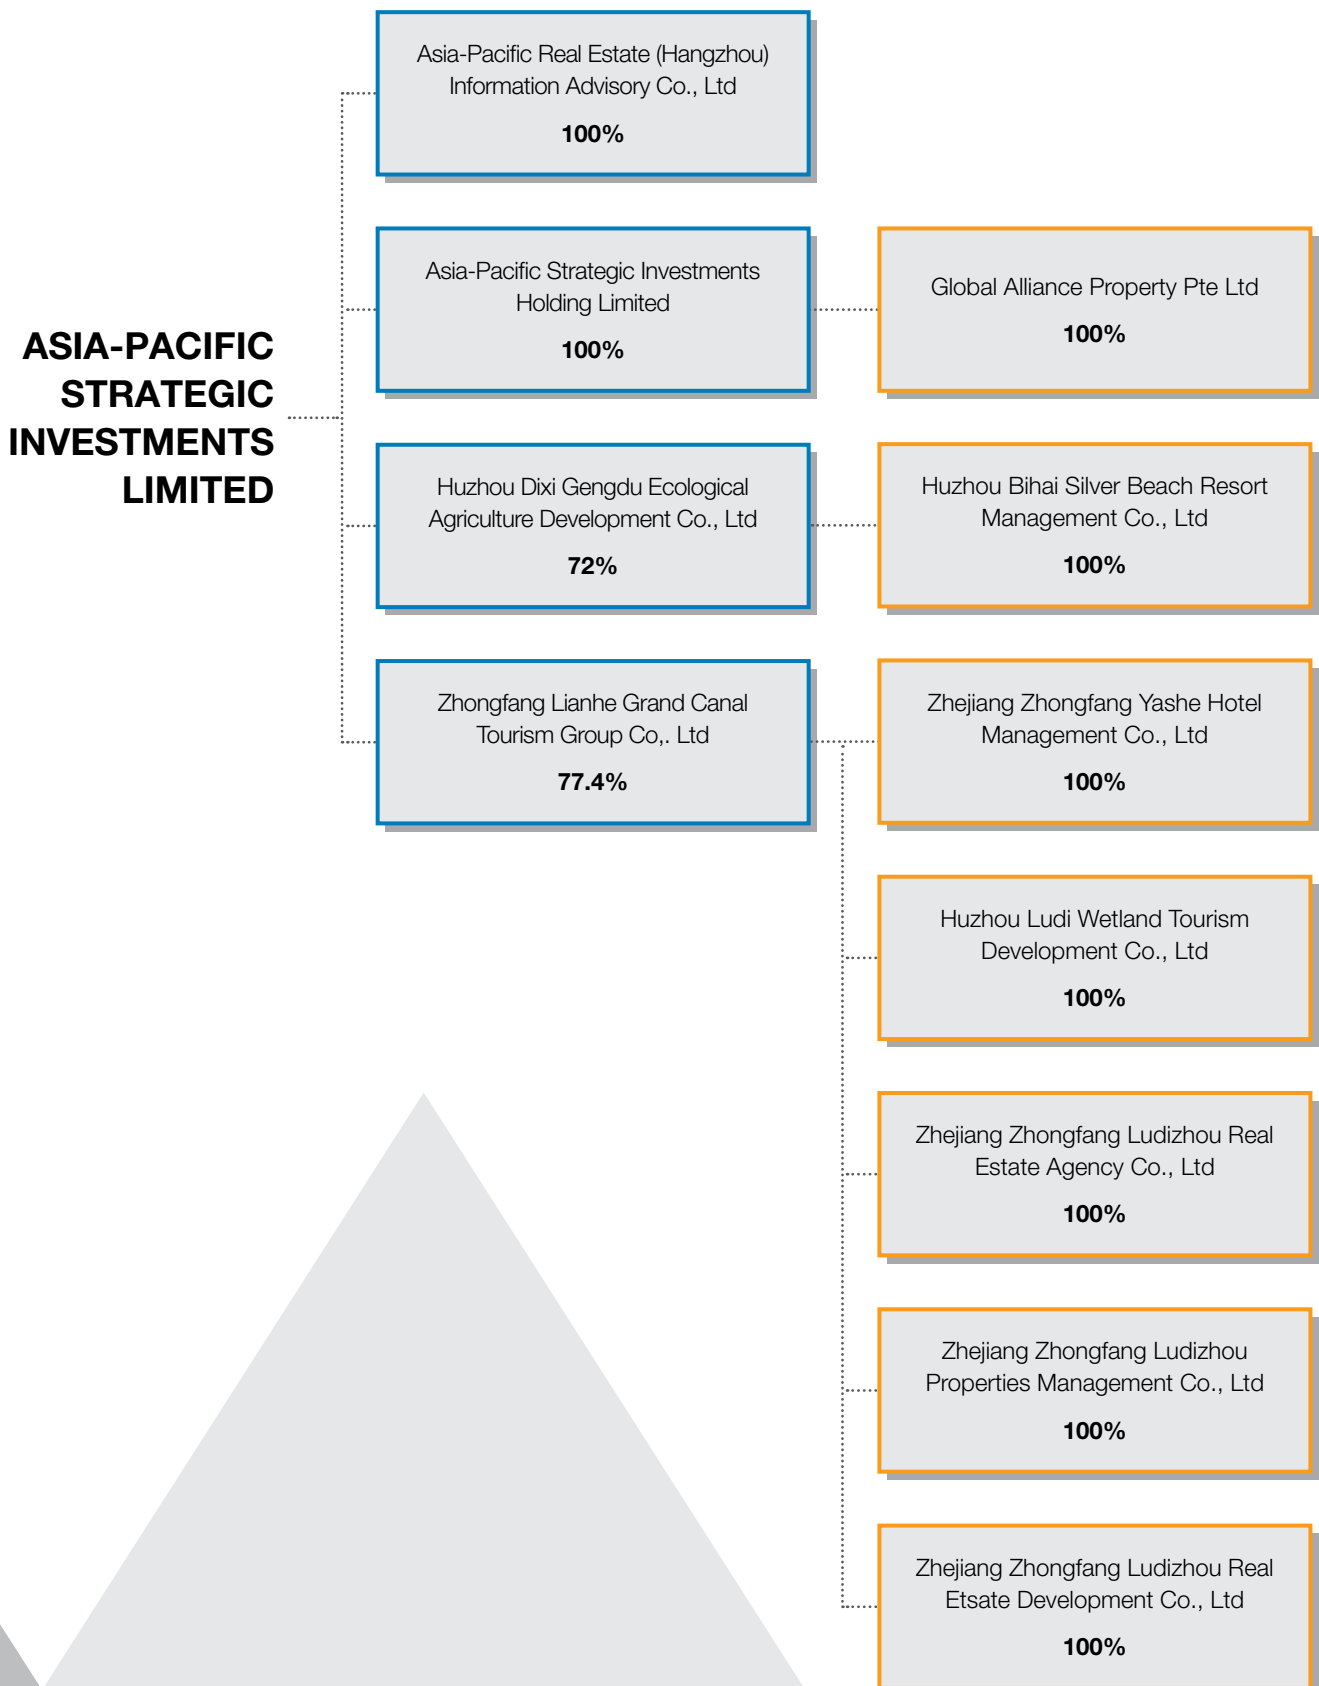 ASIA-PACIFIC
STRATEGIC
INVESTMENTS
LIMITED
Asia-Pacific Real Estate (Hangzhou)
Information Advisory Co., Ltd
100%
Asia-Pacific Strategic Investments
Holding Limited
100%
Global Alliance Property Pte Ltd
100%
Huzhou Dixi Gengdu Ecological
Agriculture Development Co., Ltd
72%
Huzhou Bihai Silver Beach Resort
Management Co., Ltd
100%
Zhongfang Lianhe Grand Canal
Tourism Group Co,. Ltd
77.4%
Zhejiang Zhongfang Yashe Hotel
Management Co., Ltd
100%
Huzhou Ludi Wetland Tourism
Development Co., Ltd
100%
Zhejiang Zhongfang Ludizhou Real
Estate Agency Co., Ltd
100%
Zhejiang Zhongfang Ludizhou
Properties Management Co., Ltd
100%
Zhejiang Zhongfang Ludizhou Real
Etsate Development Co., Ltd
100%